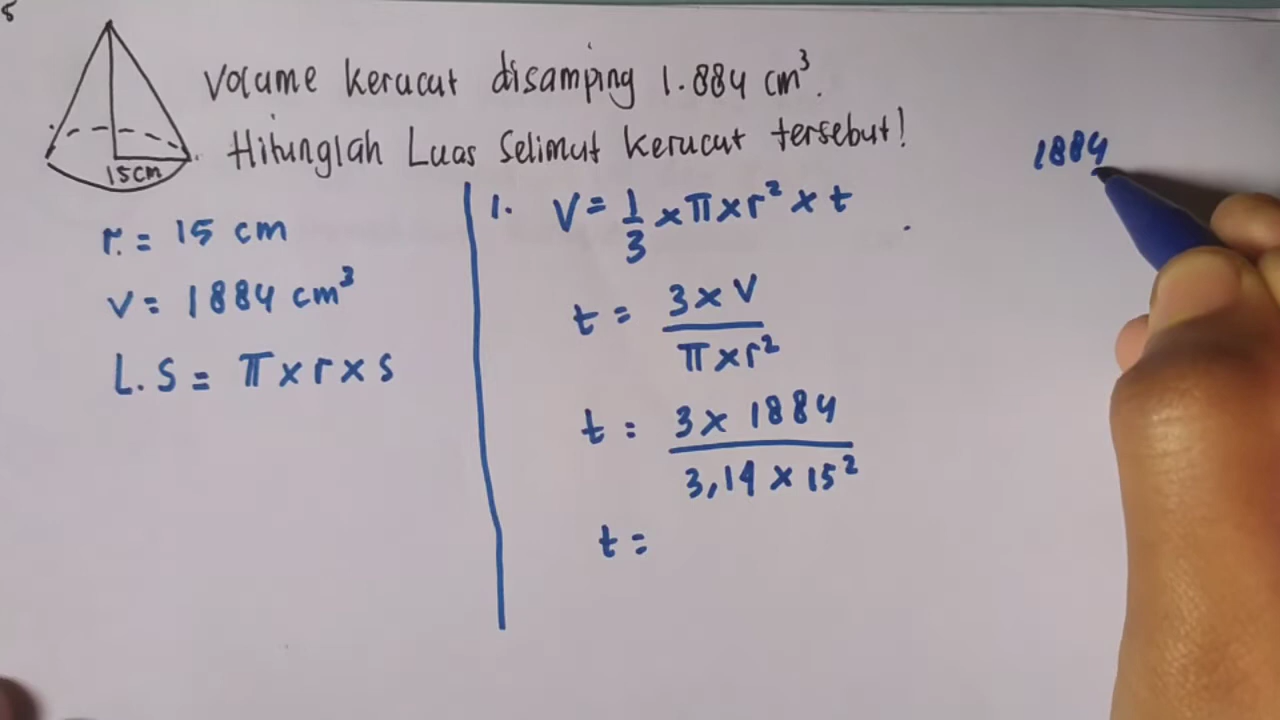 Volume kerucut disamping 1.884 cm³.
Hitunglah Luas Selimut kerucut tersebut!
15cm
r = 15 cm
v = 1884 cm³
L.S = π x r x s
1. V = 1/3 x π x r² x t
t = 3 x V / π x r²
t = 3 x 1884 / 3,14 x 15²
t =
1884